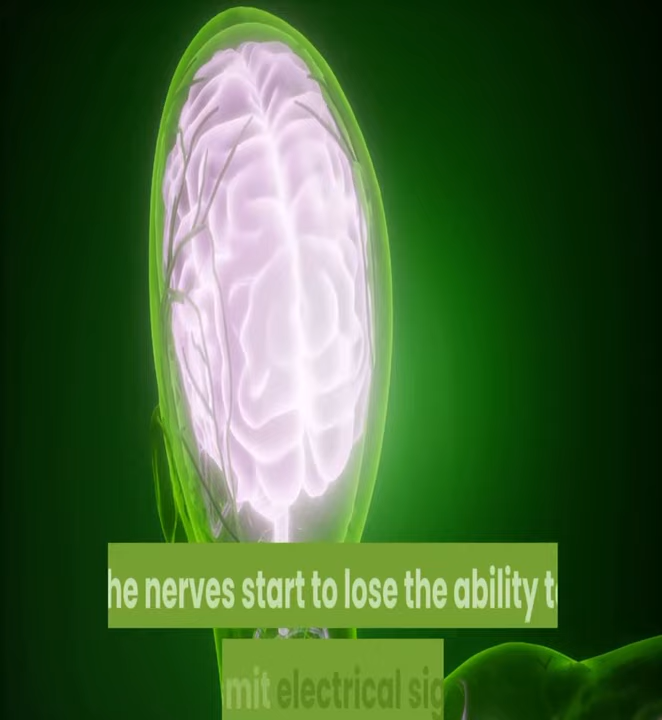 he nerves start to lose the ability t
mit electrical sig